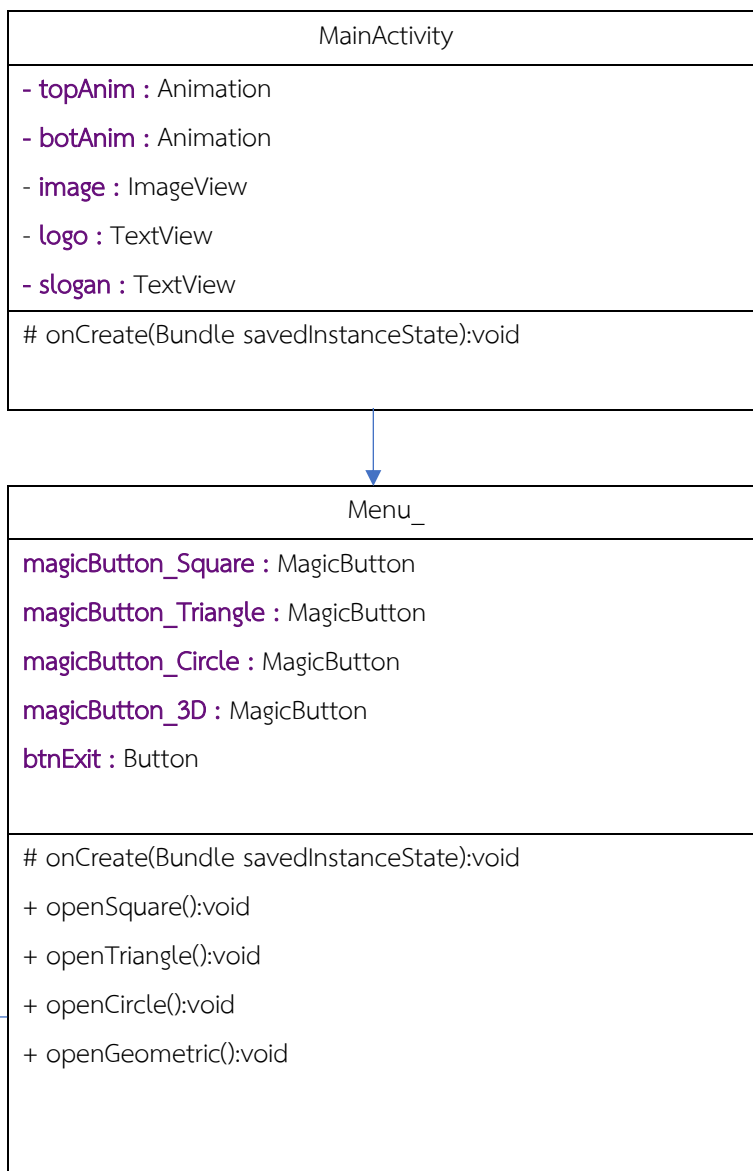 MainActivity
- topAnim : Animation
- botAnim : Animation
- image : ImageView
- logo : TextView
- slogan : TextView
# onCreate(Bundle savedInstanceState):void
Menu_
magicButton_Square : MagicButton
magicButton_Triangle : MagicButton
magicButton_Circle : MagicButton
magicButton_3D : MagicButton
btnExit : Button
# onCreate(Bundle savedInstanceState):void
+ openSquare():void
+ openTriangle():void
+ openCircle():void
+ openGeometric():void